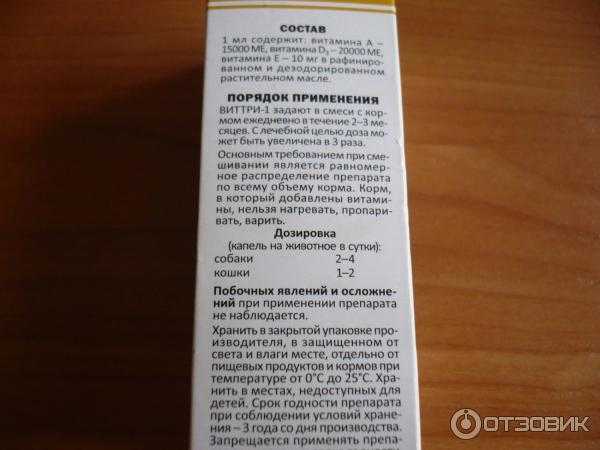 СОСТАВ
1 мл содержит: витамина А –
15000 МЕ, витамина D₃ – 20000 МЕ,
витамина Е – 10 мг в рафиниро-
ванном и дезодорированном
растительном масле.
ПОРЯДОК ПРИМЕНЕНИЯ
ВИТТРИ-1 задают в смеси с кор-
мом ежедневно в течение 2–3 ме-
сяцев. С лечебной целью доза мо-
жет быть увеличена в 3 раза.
Основным требованием при сме-
шивании является равномер-
ное распределение препарата
по всему объему корма. Корм,
в который добавлены витами-
ны, нельзя нагревать, пропари-
вать, варить.
Дозировка
(капель на животное в сутки):
собаки 2–4
кошки 1–2
Побочных явлений и осложне-
ний при применении препарата
не наблюдается.
Хранить в закрытой упаковке про-
изводителя, в защищенном от
света и влаги месте, отдельно от
пищевых продуктов и кормов при
температуре от 0°С до 25°С. Хра-
нить в местах, недоступных для
детей. Срок годности препарата
при соблюдении условий хране-
ния – 3 года со дня производства.
Запрещается применять препа-
ОТЗОВИК